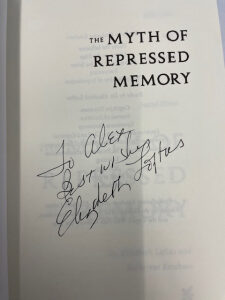 THE MYTH OF
REPRESSED
MEMORY
To Alex
Best wishes
Elizabeth Loftus